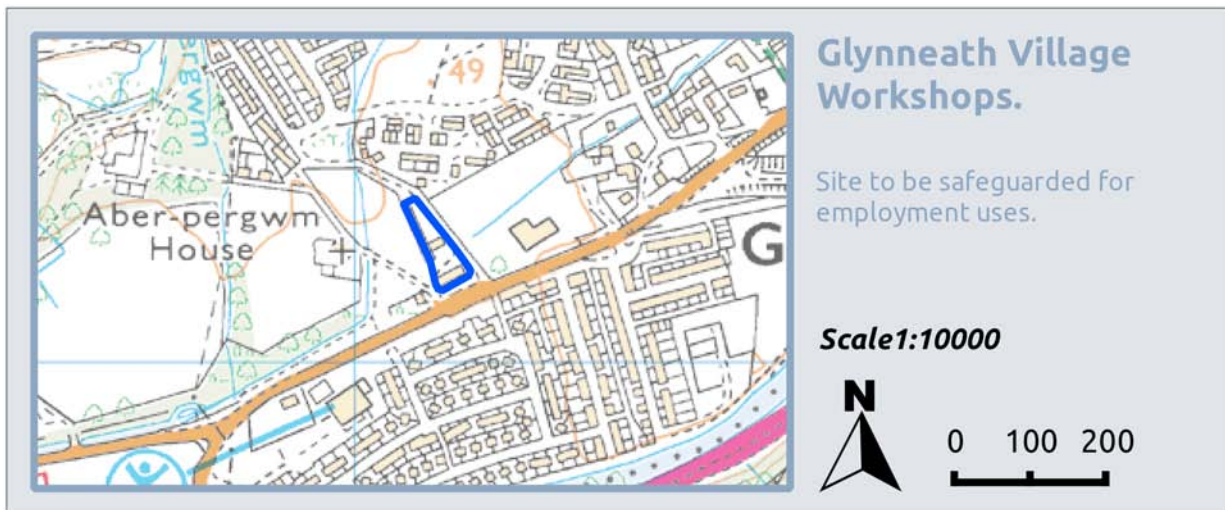 Glynneath Village
Workshops.
Site to be safeguarded for
employment uses.
Scale1:10000
N
0 100 200
ergwm
49
Aber-pergwm
House
G